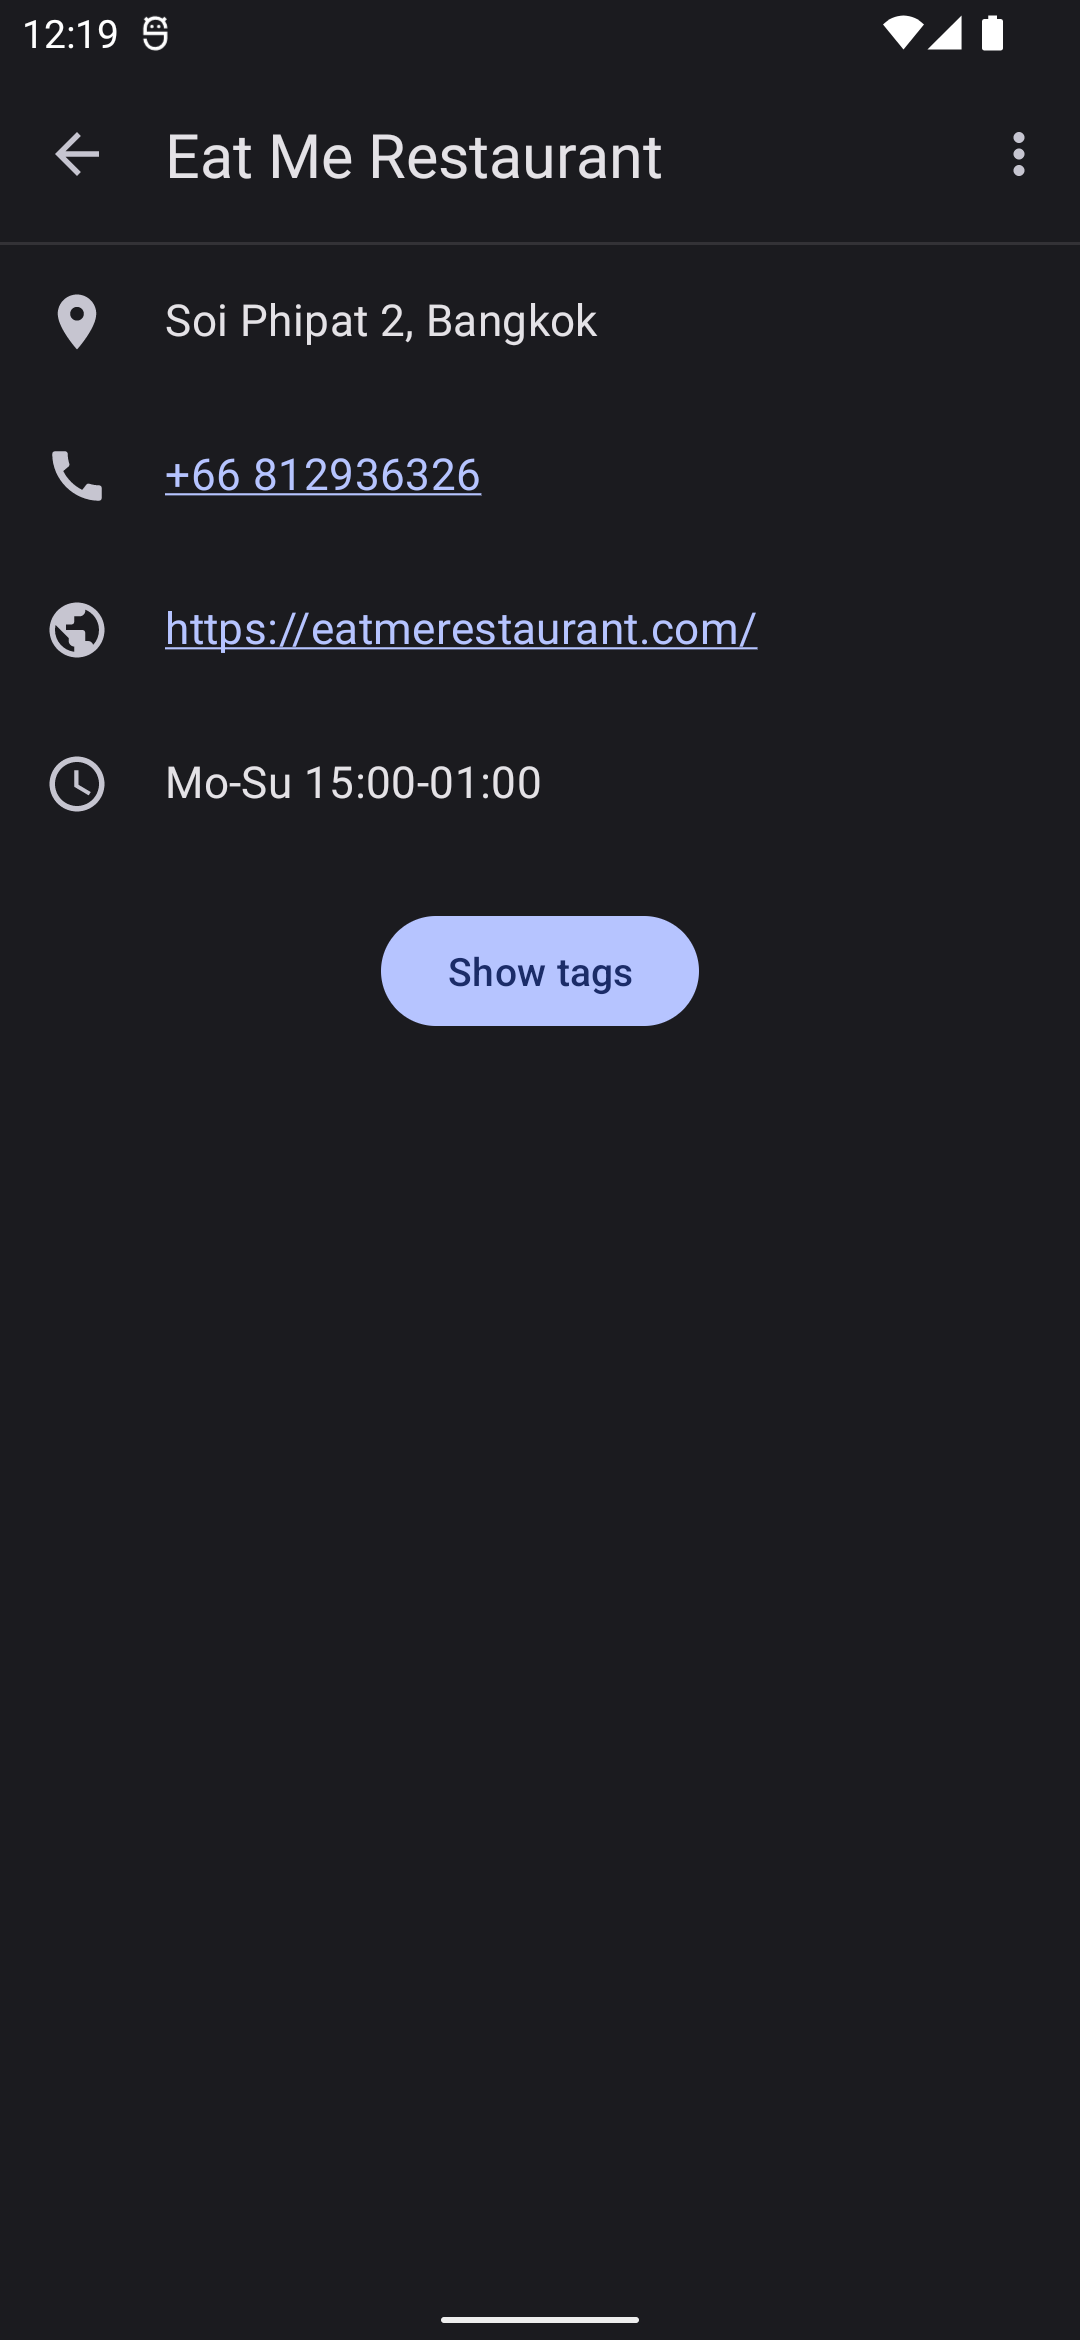 12:19
Eat Me Restaurant
Soi Phipat 2, Bangkok
+66 812936326
https://eatmerestaurant.com/
Mo-Su 15:00-01:00
Show tags